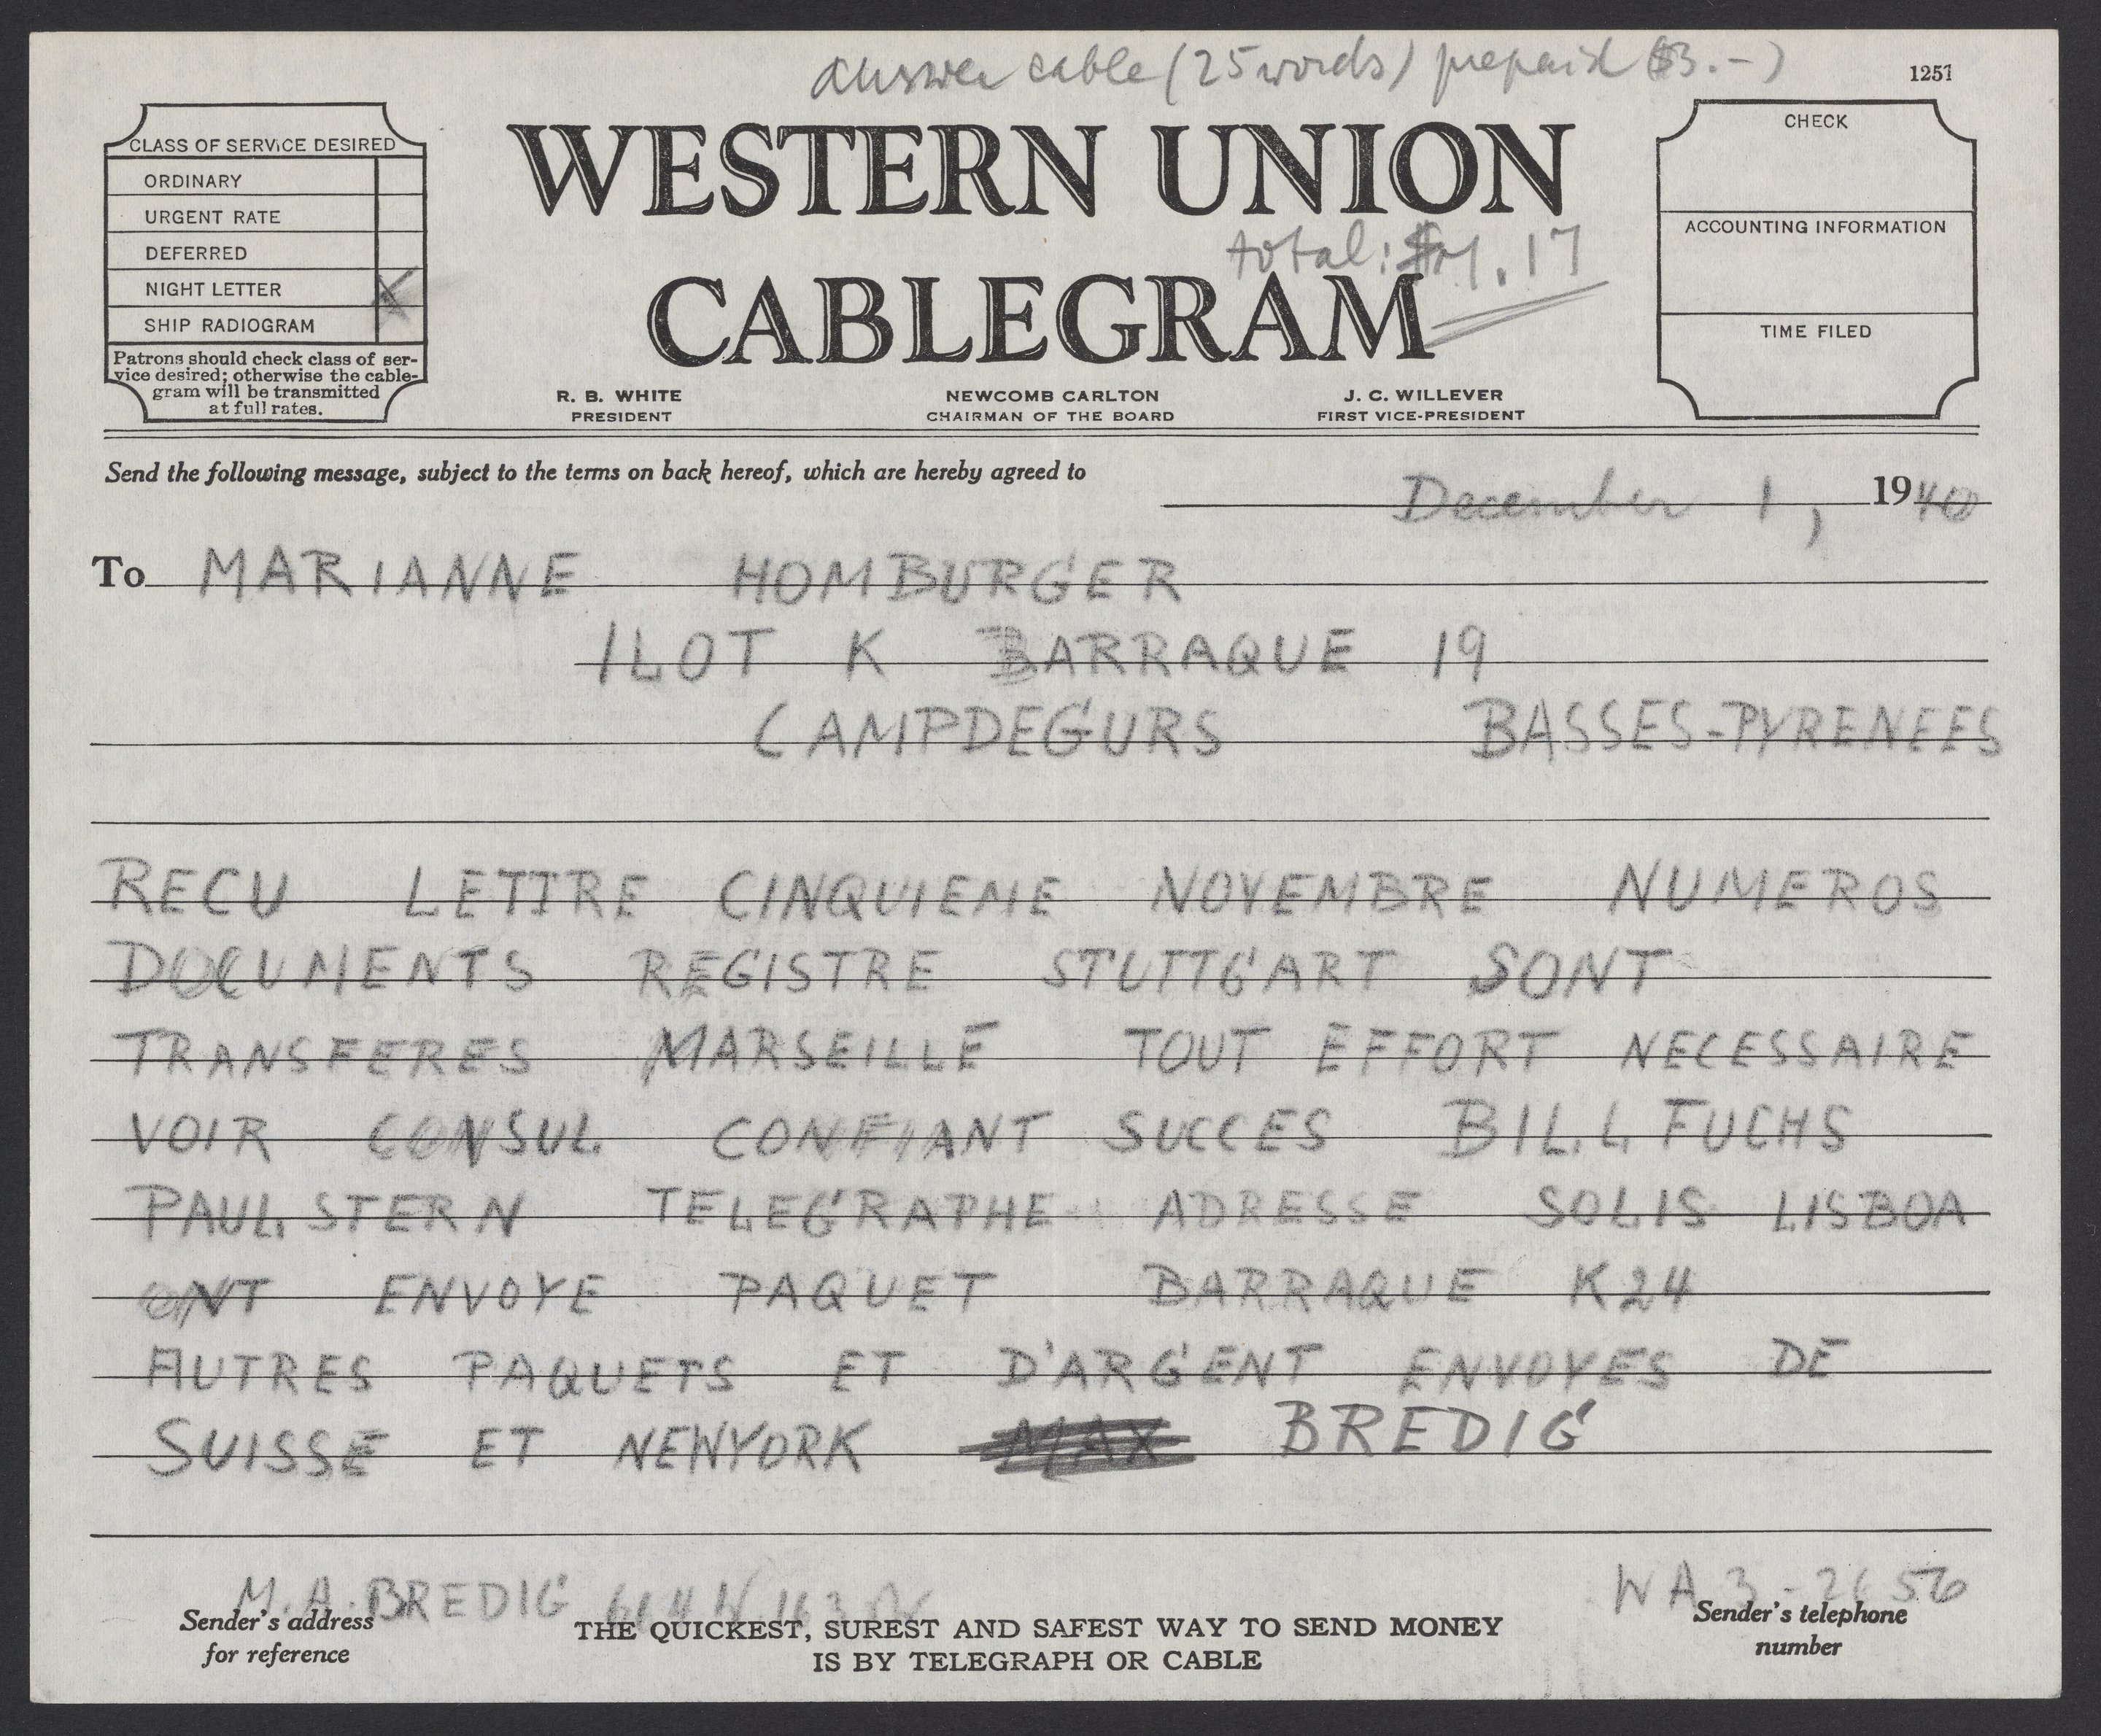 answer cable (25 words) prepaid ($3.-)
1257
CLASS OF SERVICE DESIRED
ORDINARY
URGENT RATE
DEFERRED
NIGHT LETTER X
SHIP RADIOGRAM
Patrons should check class of ser-
vice desired; otherwise the cable-
gram will be transmitted
at full rates.
WESTERN UNION
total: .17
CABLEGRAM
R. B. WHITE
PRESIDENT
NEWCOMB CARLTON
CHAIRMAN OF THE BOARD
J. C. WILLEVER
FIRST VICE-PRESIDENT
CHECK
ACCOUNTING INFORMATION
TIME FILED
Send the following message, subject to the terms on back hereof, which are hereby agreed to
December 1, 1940
To MARIANNE HOMBURGER
ILOT K BARRAQUE 19
CAMPDEGURS BASSES-PYRENEES
RECU LETTRE CINQUIEME NOVEMBRE NUMEROS
DOCUMENTS REGISTRE STUTTGART SONT
TRANSFERES MARSEILLE TOUT EFFORT NECESSAIRE
VOIR CONSUL CONFIANT SUCCES BILL FUCHS
PAUL STERN TELEGRAPHE ADRESSE SOLIS LISBOA
ONT ENVOYE PAQUET BARRAQUE K24
AUTRES PAQUETS ET D'ARGENT ENVOYES DE
SUISSE ET NEWYORK MAX BREDIG
M. A. BREDIG
WA 3-2656
Sender's address
for reference
THE QUICKEST, SUREST AND SAFEST WAY TO SEND MONEY
IS BY TELEGRAPH OR CABLE
Sender's telephone
number